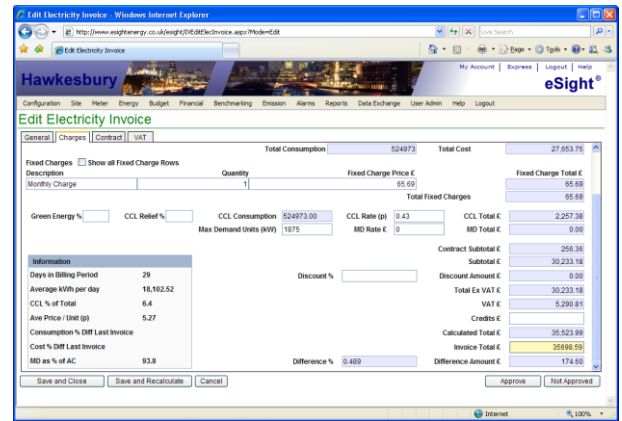 Edit Electricity Invoice - Windows Internet Explorer
http://www.esightenergy.co.uk/esight/IVEditElecInvoice.aspx?Mode=Edit
Live Search
Edit Electricity Invoice
Page Tools
My Account | Express | Logout | Help
Hawkesbury
eSight®
Configuration Site Meter Energy Budget Financial Benchmarking Emission Alarms Reports Data Exchange User Admin Help Logout
Edit Electricity Invoice
General Charges Contract VAT
Total Consumption 524973 Total Cost 27,653.75
Fixed Charges Show all Fixed Charge Rows
Description Quantity Fixed Charge Price £ Fixed Charge Total £
Monthly Charge 1 65.69 65.69
Total Fixed Charges 65.69
Green Energy % CCL Relief % CCL Consumption 524973.00 CCL Rate (p) 0.43 CCL Total £ 2,257.38
Max Demand Units (kW) 1875 MD Rate £ 0 MD Total £ 0.00
Contract Subtotal £ 256.36
Information Subtotal £ 30,233.18
Days in Billing Period 29 Discount % Discount Amount £ 0.00
Average kWh per day 18,102.52 Total Ex VAT £ 30,233.18
CCL % of Total 6.4 VAT £ 5,290.81
Ave Price / Unit (p) 5.27 Credits £
Consumption % Diff Last Invoice Calculated Total £ 35,523.99
Cost % Diff Last Invoice Invoice Total £ 35698.59
MD as % of AC 93.8 Difference % 0.489 Difference Amount £ 174.60
Save and Close Save and Recalculate Cancel Approve Not Approved
Internet 100%